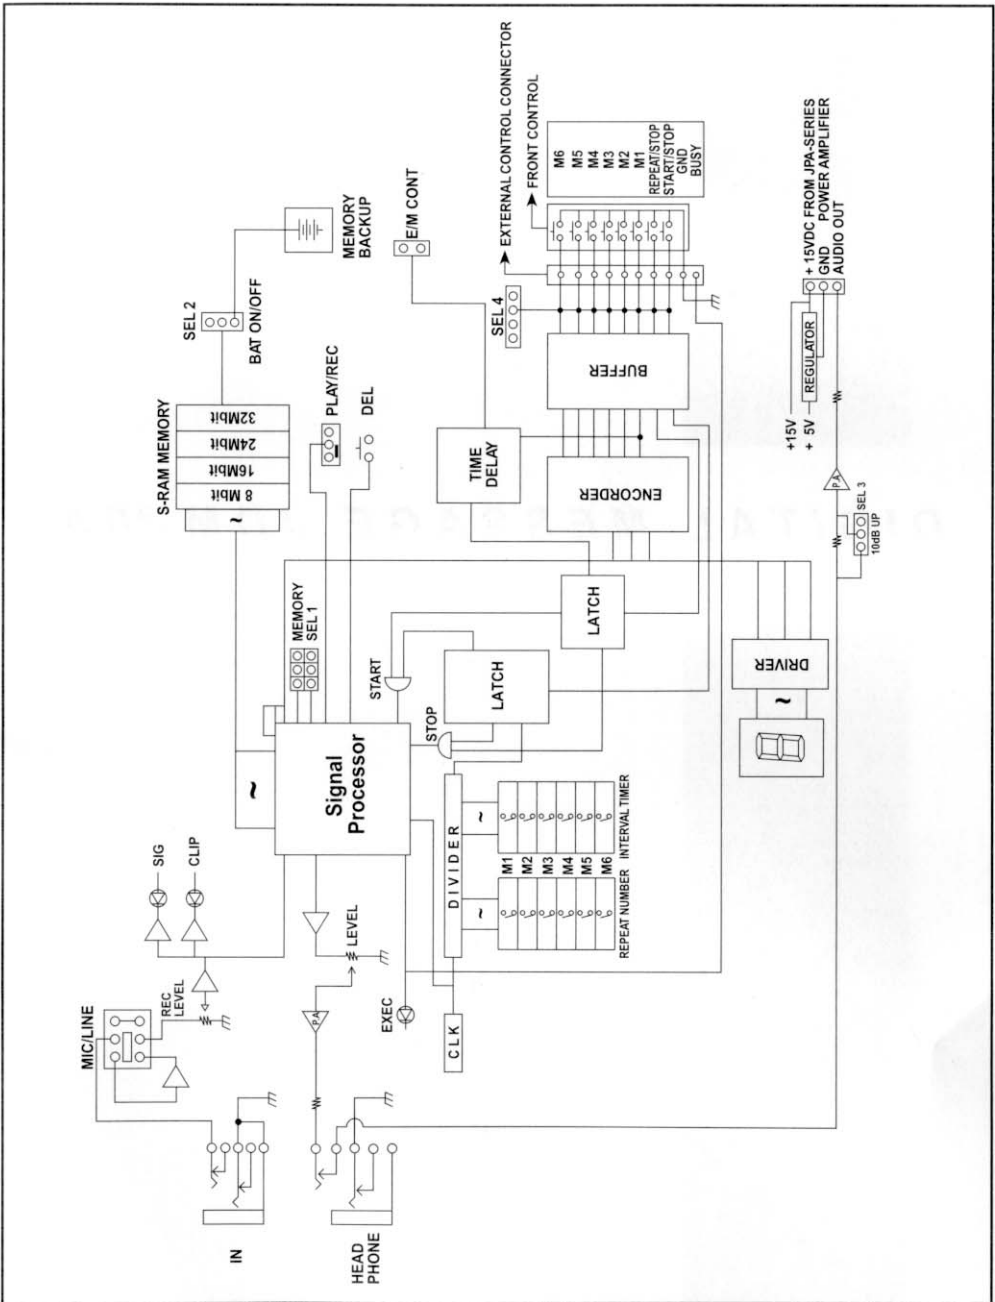 IN
HEAD
PHONE
MIC/LINE
REC
LEVEL
SIG
CLIP
P.A
LEVEL
EXEC
CLK
Signal
Processor
~
MEMORY
SEL 1
START
STOP
DIVIDER
~
~
M1
M2
M3
M4
M5
M6
REPEAT NUMBER
INTERVAL TIMER
S-RAM MEMORY
8 Mbit
16Mbit
24Mbit
32Mbit
~
SEL 2
BAT ON/OFF
MEMORY
BACKUP
PLAY/REC
DEL
E/M CONT
TIME
DELAY
LATCH
LATCH
ENCORDER
BUFFER
SEL 4
EXTERNAL CONTROL CONNECTOR
FRONT CONTROL
M6
M5
M4
M3
M2
M1
REPEAT/STOP
START/STOP
GND
BUSY
DRIVER
~
8
P.A
10dB UP
SEL 3
+15V
+ 5V
REGULATOR
+ 15VDC FROM JPA-SERIES
GND POWER AMPLIFIER
AUDIO OUT